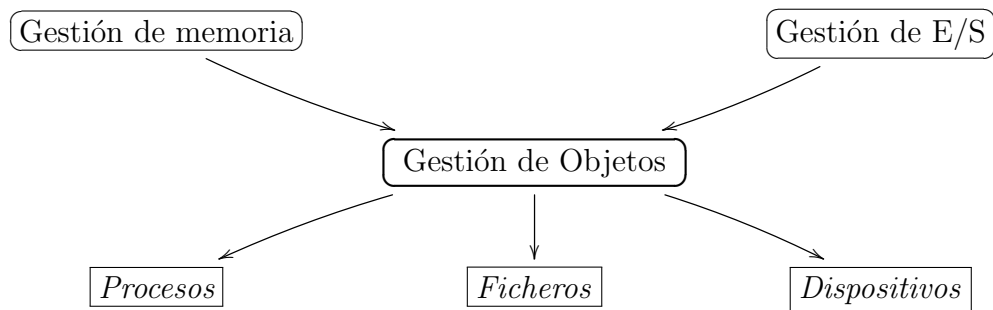 Gestión de memoria
Gestión de E/S
Gestión de Objetos
Procesos
Ficheros
Dispositivos